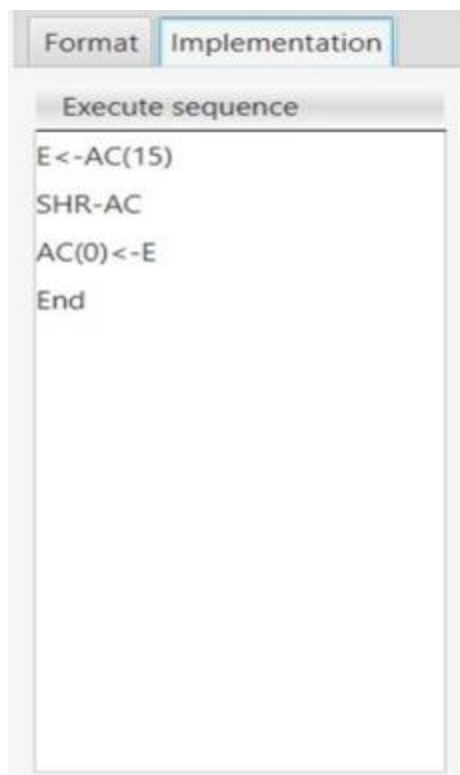 Format Implementation
Execute sequence
E<-AC(15)
SHR-AC
AC(0)<-E
End